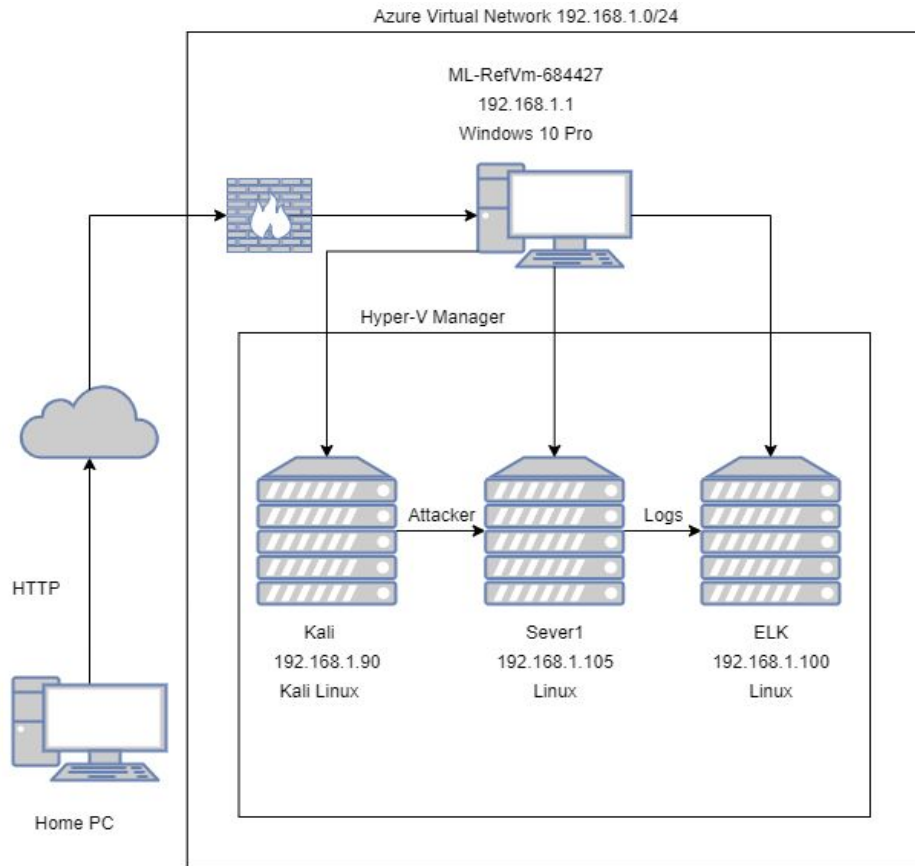 Azure Virtual Network 192.168.1.0/24
ML-RefVm-684427
192.168.1.1
Windows 10 Pro
Hyper-V Manager
Attacker
Logs
HTTP
Kali
192.168.1.90
Kali Linux
Sever1
192.168.1.105
Linux
ELK
192.168.1.100
Linux
Home PC